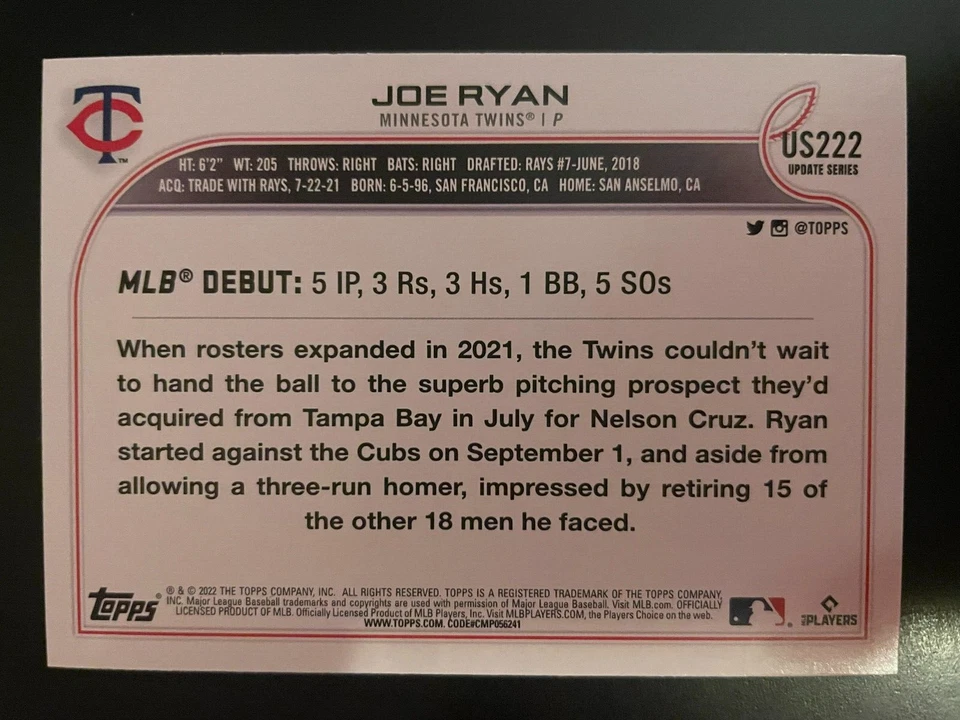 JOE RYAN
MINNESOTA TWINS® | P
US222
UPDATE SERIES
HT: 6'2" WT: 205 THROWS: RIGHT BATS: RIGHT DRAFTED: RAYS #7-JUNE, 2018
ACQ: TRADE WITH RAYS, 7-22-21 BORN: 6-5-96, SAN FRANCISCO, CA HOME: SAN ANSELMO, CA
@TOPPS
MLB® DEBUT: 5 IP, 3 Rs, 3 Hs, 1 BB, 5 SOs
When rosters expanded in 2021, the Twins couldn't wait
to hand the ball to the superb pitching prospect they'd
acquired from Tampa Bay in July for Nelson Cruz. Ryan
started against the Cubs on September 1, and aside from
allowing a three-run homer, impressed by retiring 15 of
the other 18 men he faced.
Topps®
® & © 2022 THE TOPPS COMPANY, INC. ALL RIGHTS RESERVED. TOPPS IS A REGISTERED TRADEMARK OF THE TOPPS COMPANY,
INC. Major League Baseball trademarks and copyrights are used with permission of Major League Baseball. Visit MLB.com. OFFICIALLY
LICENSED PRODUCT OF MLB. Officially Licensed Product of MLB Players, Inc. Visit MLBPLAYERS.COM, the Players Choice on the web.
WWW.TOPPS.COM. CODE#CMP056241
MLB PLAYERS